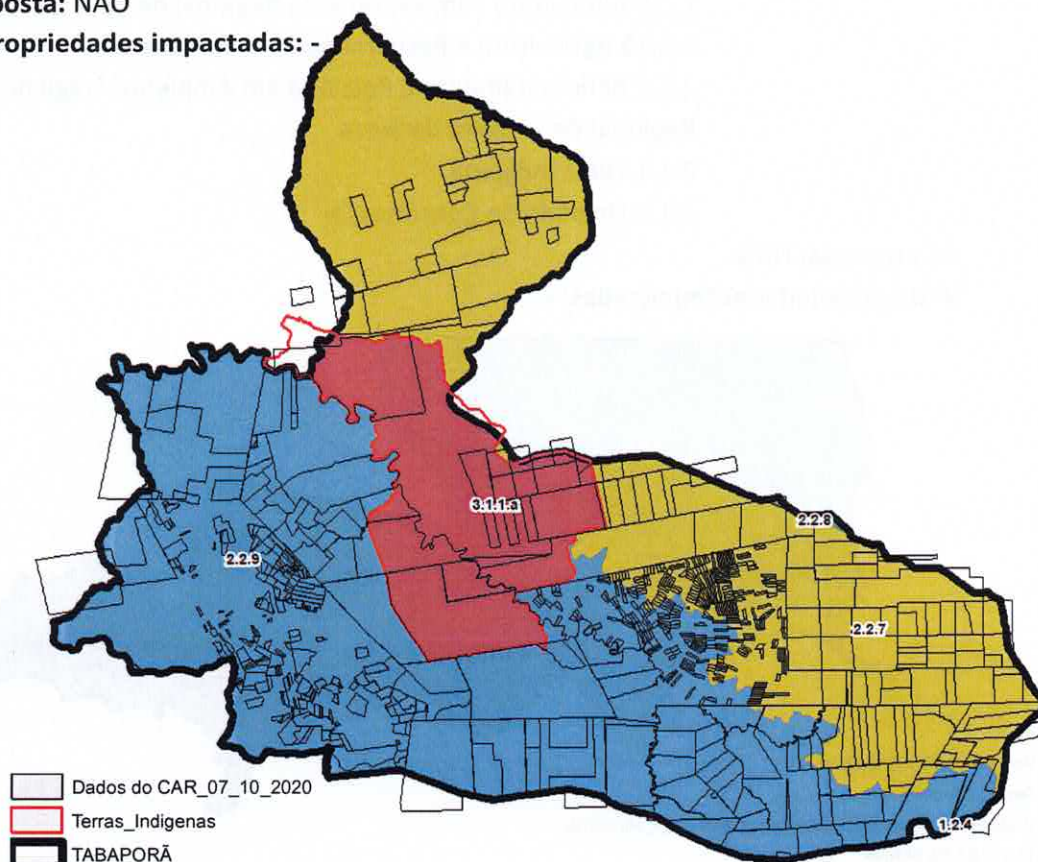 posta: NÃO
ropriedades impactadas: -
3.1.1.a
2.2.8
2.2.9
2.2.7
1.2.4
Dados do CAR_07_10_2020
Terras_Indigenas
TABAPORÃ